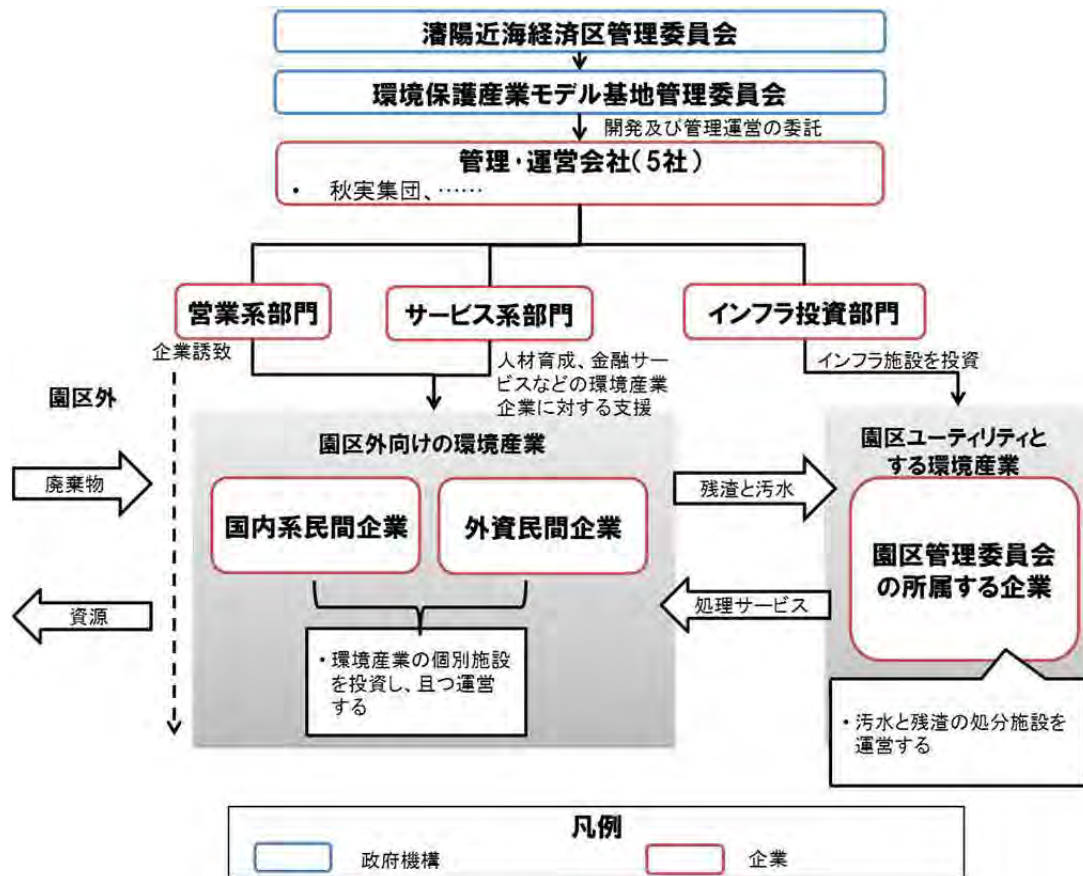 瀋陽近海経済区管理委員会
環境保護産業モデル基地管理委員会
開発及び管理運営の委託
管理・運営会社(5社)
・ 秋実集団、……
営業系部門
サービス系部門
インフラ投資部門
企業誘致
人材育成、金融サー
ビスなどの環境産業
企業に対する支援
インフラ施設を投資
園区外
園区外向けの環境産業
園区ユーティリティと
する環境産業
廃棄物
国内系民間企業
外資民間企業
残渣と汚水
園区管理委員会
の所属する企業
資源
処理サービス
・環境産業の個別施設
を投資し、且つ運営
する
・汚水と残渣の処分施設を
運営する
凡例
政府機構
企業